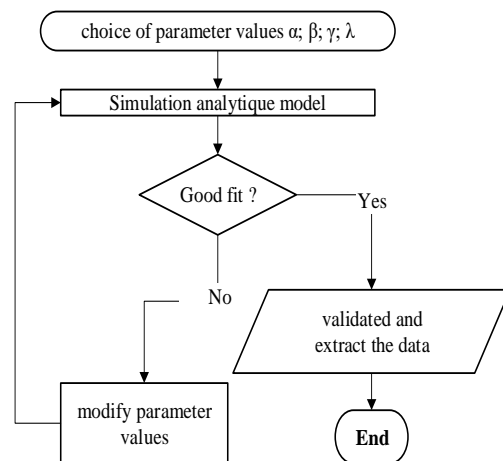 choice of parameter values α; β; γ; λ
Simulation analytique model
Good fit ?
Yes
No
validated and
extract the data
modify parameter
values
End